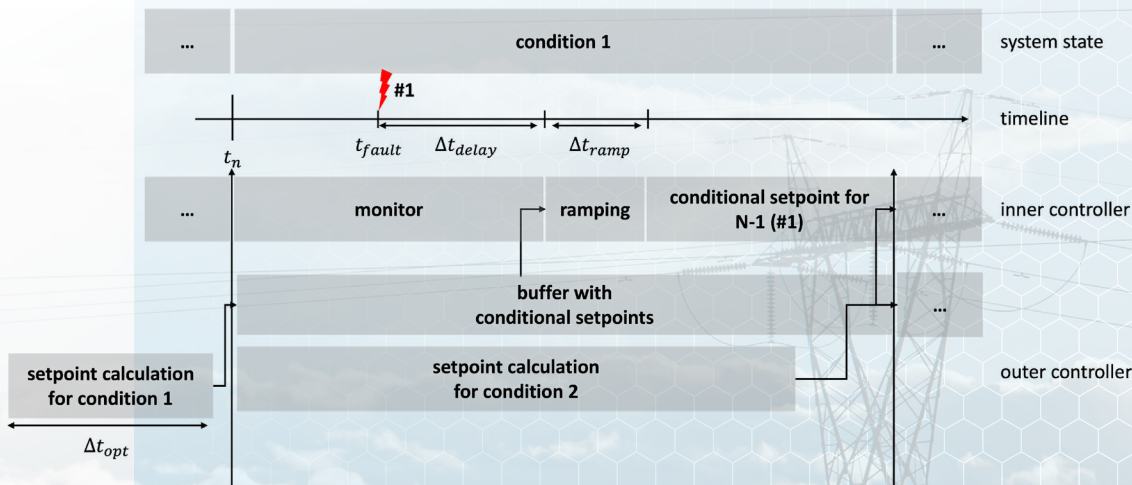 ...
condition 1
...
system state
#1
timeline
t_n
t_fault
Δt_delay
Δt_ramp
...
monitor
ramping
conditional setpoint for
N-1 (#1)
...
inner controller
buffer with
conditional setpoints
...
setpoint calculation
for condition 1
setpoint calculation
for condition 2
outer controller
Δt_opt